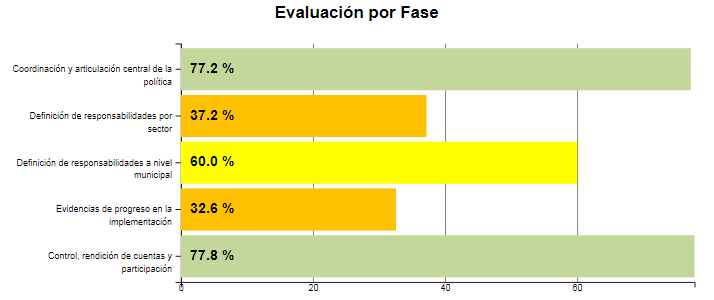 Evaluación por Fase
Coordinación y articulación central de la
política
77.2 %
Definición de responsabilidades por
sector
37.2 %
Definición de responsabilidades a nivel
municipal
60.0 %
Evidencias de progreso en la
implementación
32.6 %
Control, rendición de cuentas y
participación
77.8 %
0 20 40 60